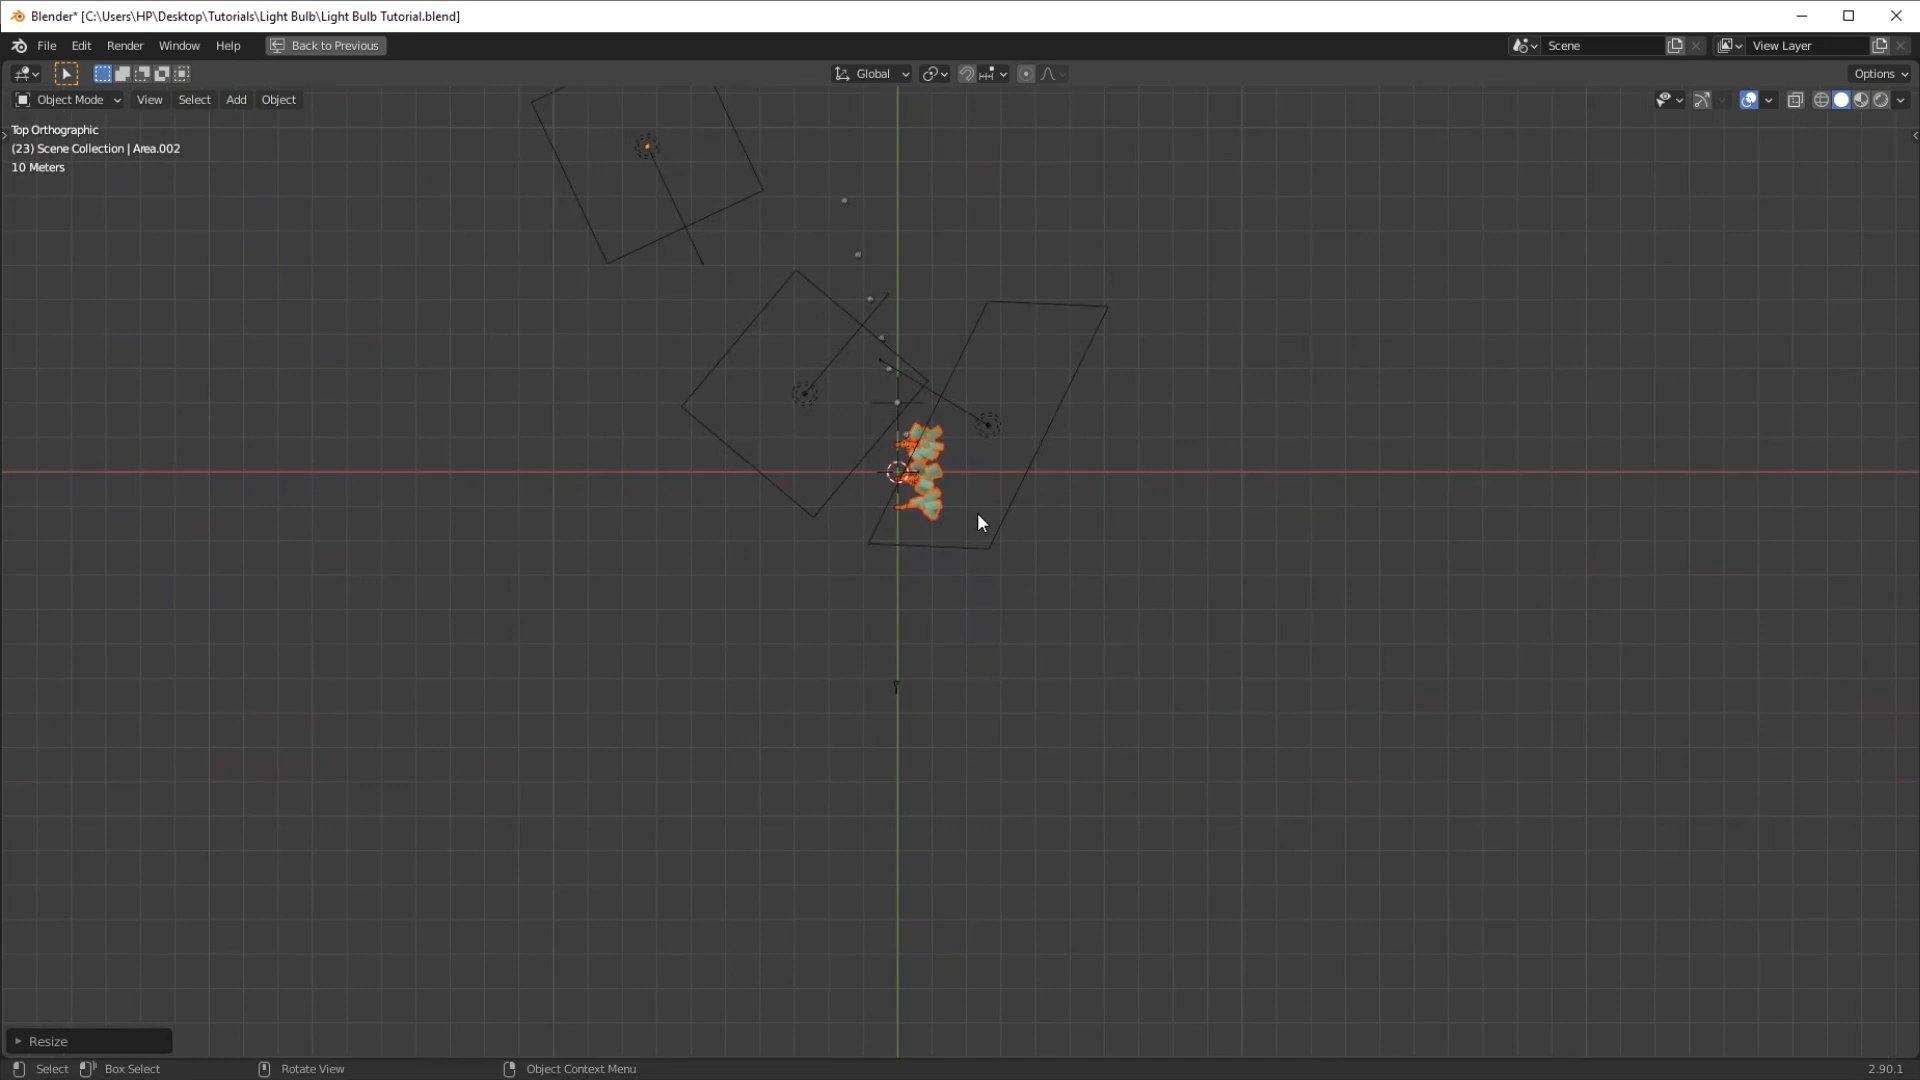 Blender* [C:\Users\HP\Desktop\Tutorials\Light Bulb\Light Bulb Tutorial.blend]
File Edit Render Window Help Back to Previous Scene View Layer
Global Options
Object Mode View Select Add Object
Top Orthographic
(23) Scene Collection | Area.002
10 Meters
Resize
Select Box Select Rotate View Object Context Menu 2.90.1